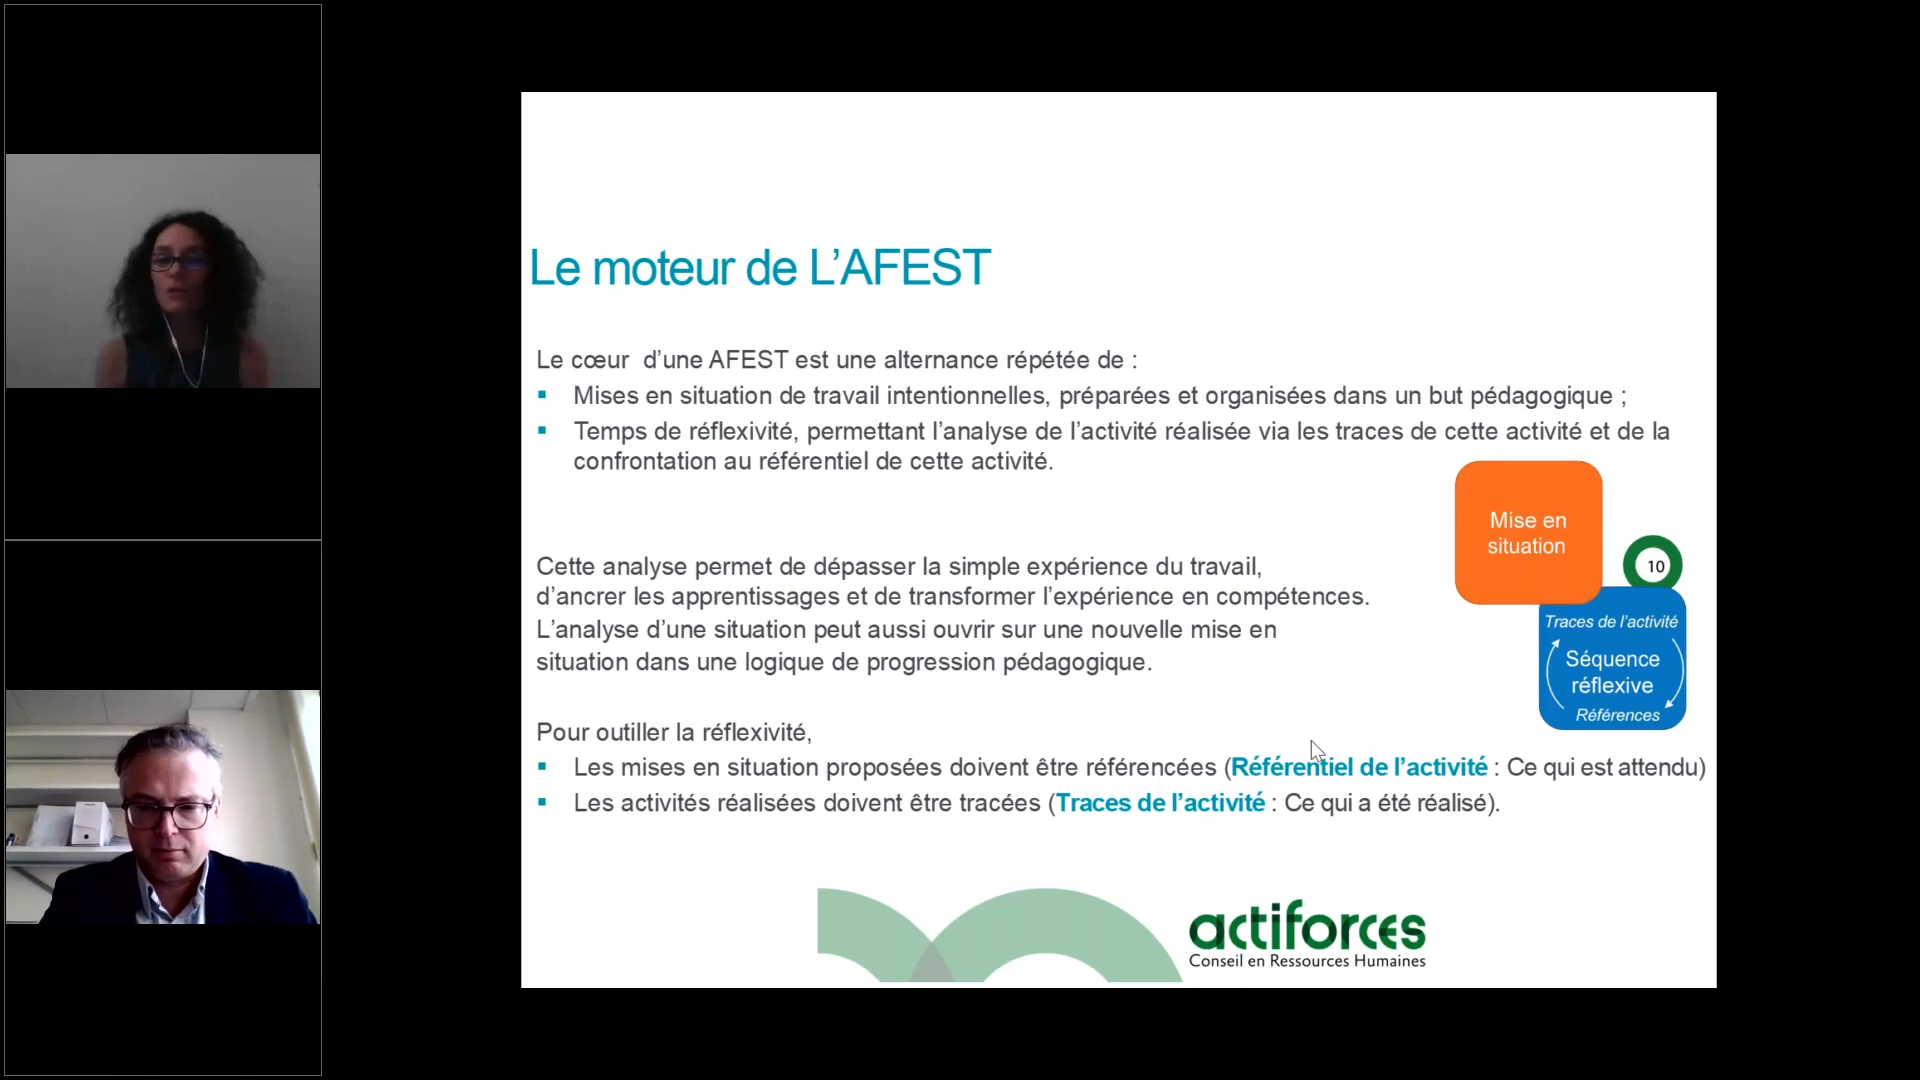 Le moteur de L’AFEST
Le cœur  d’une AFEST est une alternance répétée de :
Mises en situation de travail intentionnelles, préparées et organisées dans un but pédagogique ;
Temps de réflexivité, permettant l’analyse de l’activité réalisée via les traces de cette activité et de la
confrontation au référentiel de cette activité.
Cette analyse permet de dépasser la simple expérience du travail,
d’ancrer les apprentissages et de transformer l’expérience en compétences.
L’analyse d’une situation peut aussi ouvrir sur une nouvelle mise en
situation dans une logique de progression pédagogique.
Mise en
situation
10
Traces de l’activité
Séquence
réflexive
Références
Pour outiller la réflexivité,
Les mises en situation proposées doivent être référencées (Référentiel de l’activité : Ce qui est attendu)
Les activités réalisées doivent être tracées (Traces de l’activité : Ce qui a été réalisé).
actiforces
Conseil en Ressources Humaines